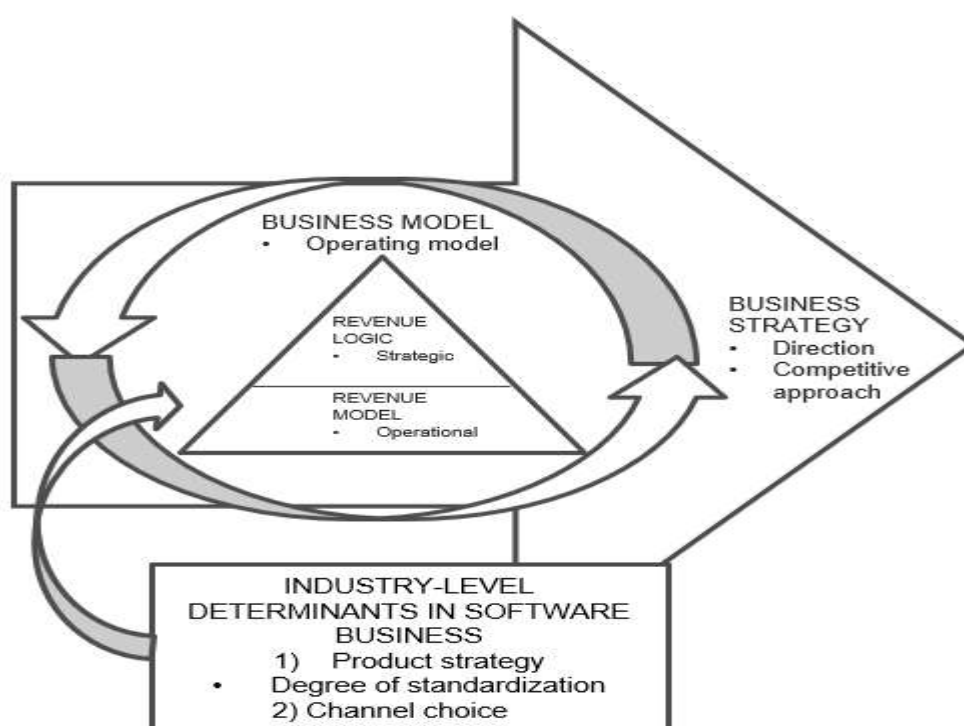 BUSINESS MODEL
• Operating model
REVENUE
LOGIC
• Strategic
REVENUE
MODEL
• Operational
BUSINESS
STRATEGY
• Direction
• Competitive
approach
INDUSTRY-LEVEL
DETERMINANTS IN SOFTWARE
BUSINESS
1) Product strategy
• Degree of standardization
2) Channel choice